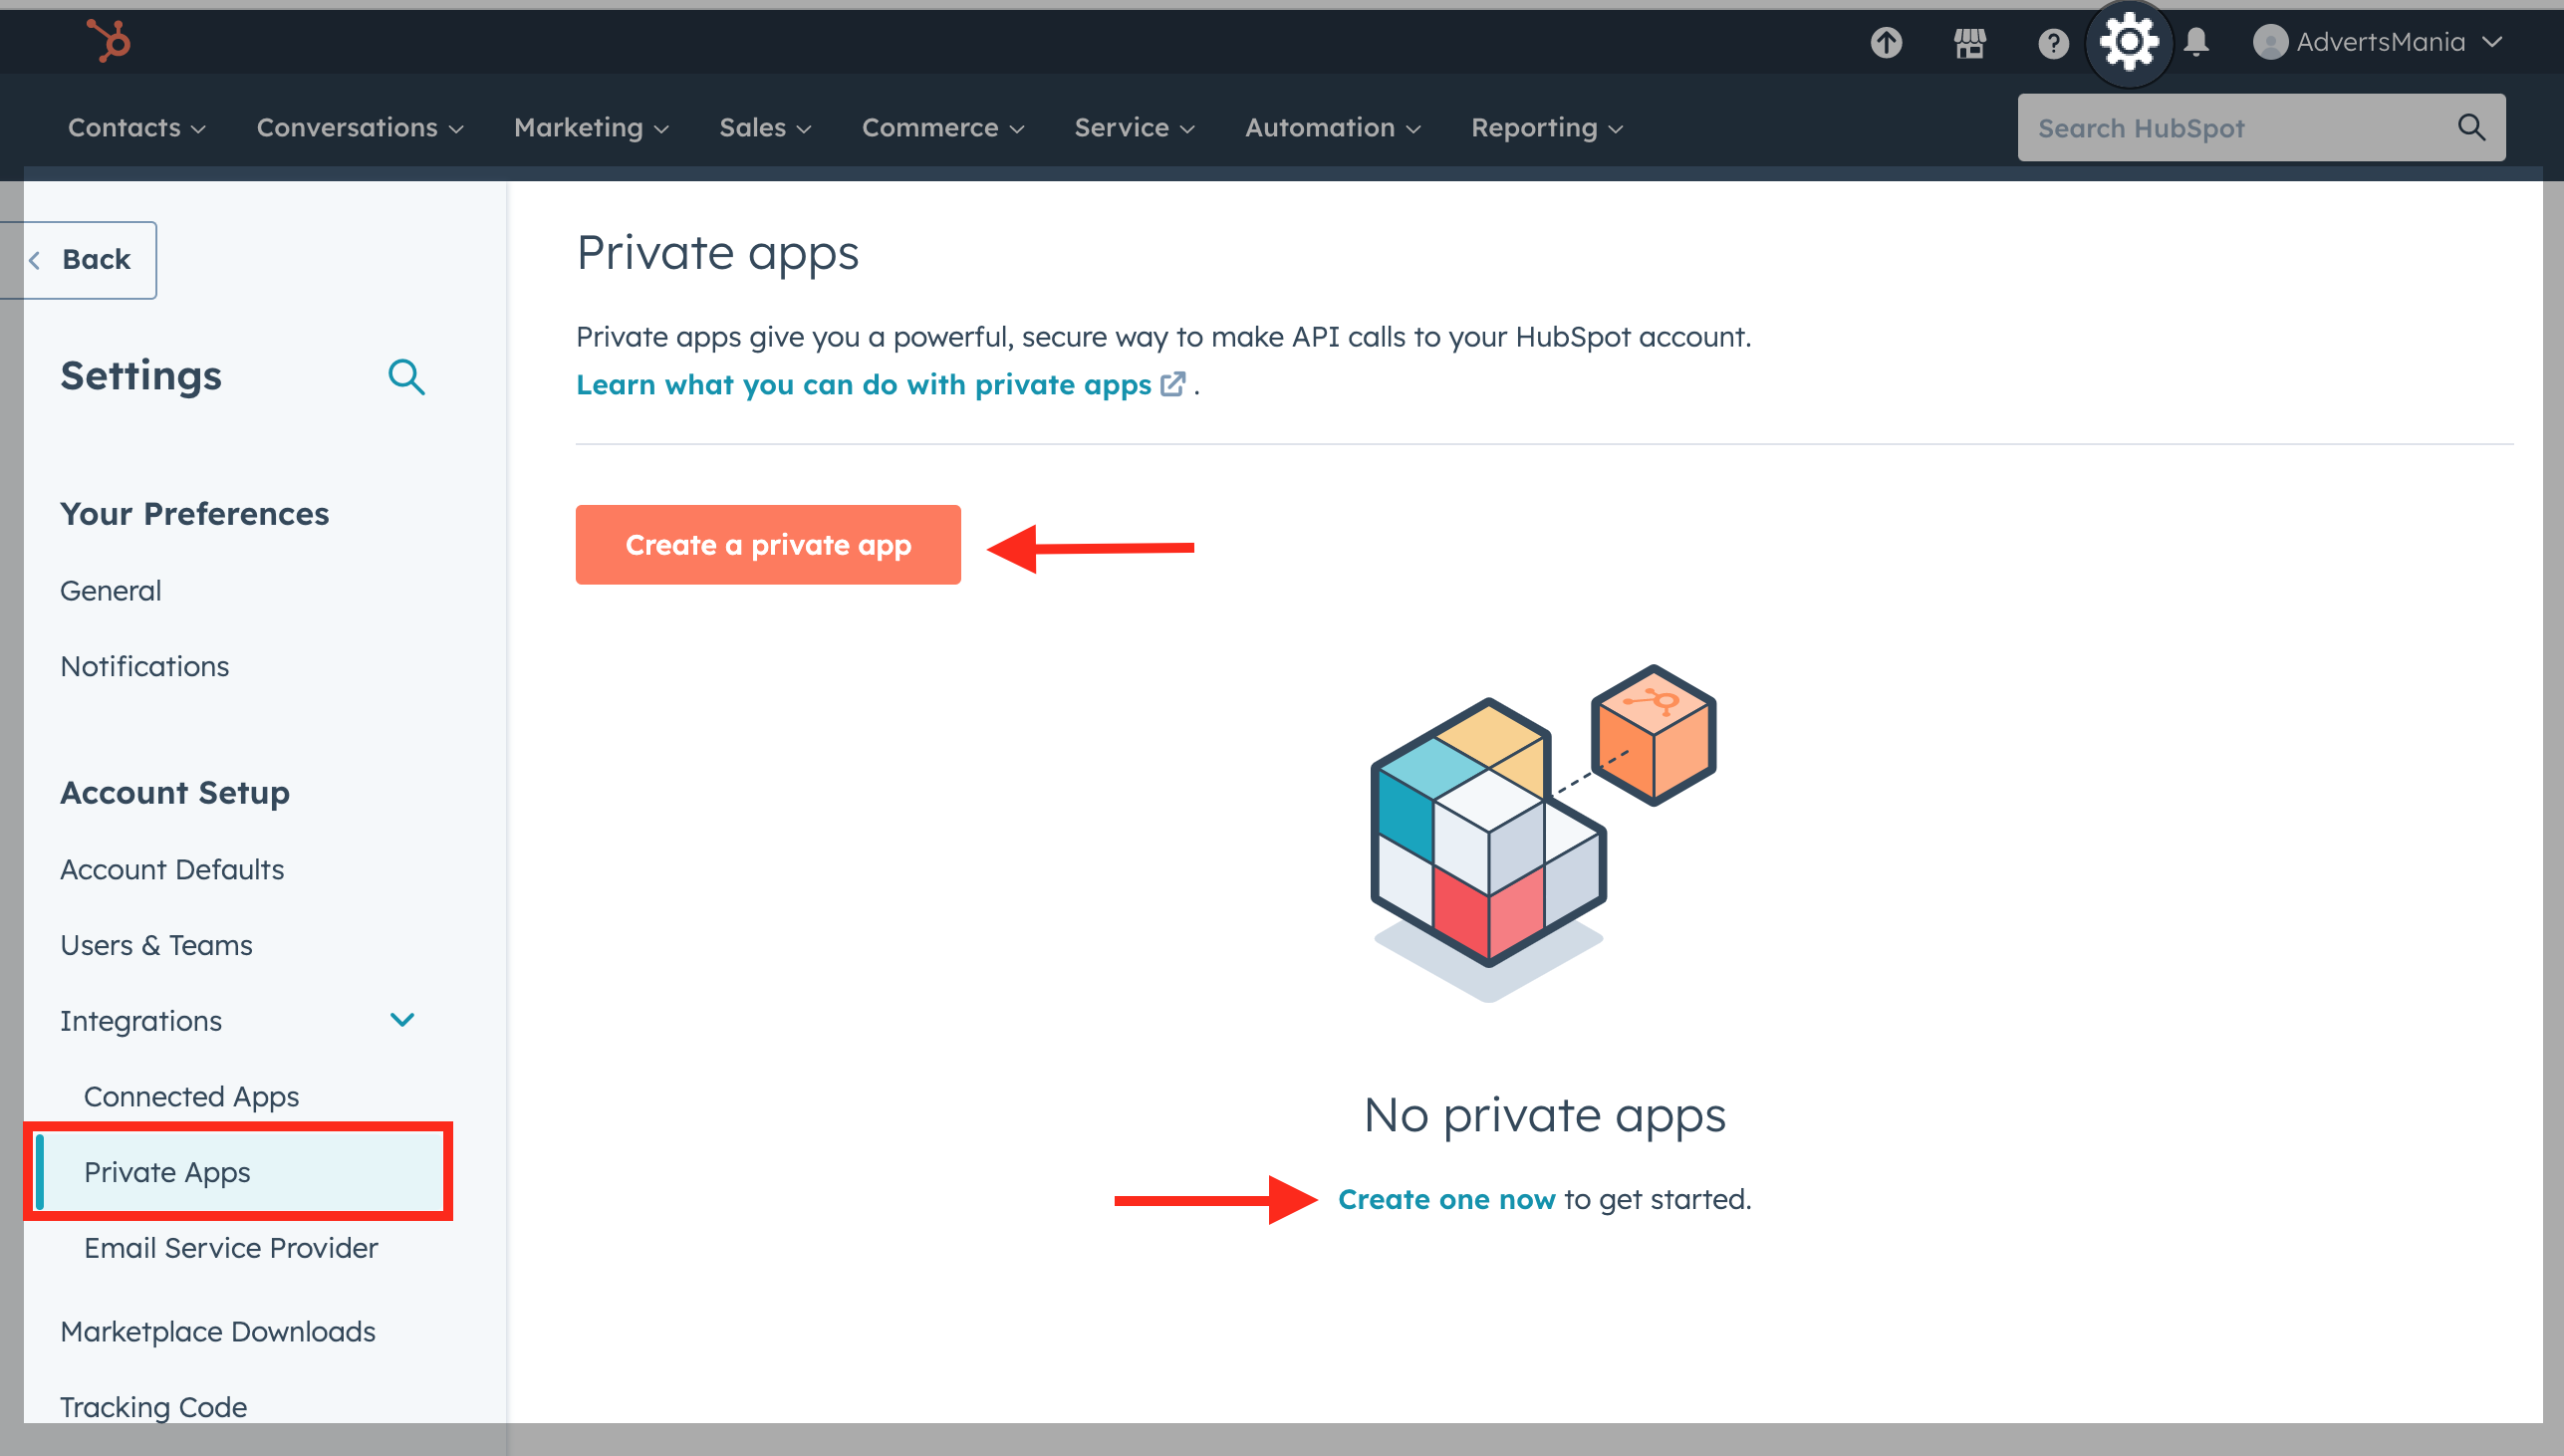 AdvertsMania
Contacts Conversations Marketing Sales Commerce Service Automation Reporting Search HubSpot
Back
Settings
Your Preferences
General
Notifications
Account Setup
Account Defaults
Users & Teams
Integrations
Connected Apps
Private Apps
Email Service Provider
Marketplace Downloads
Tracking Code
Private apps
Private apps give you a powerful, secure way to make API calls to your HubSpot account.
Learn what you can do with private apps .
Create a private app
No private apps
Create one now to get started.